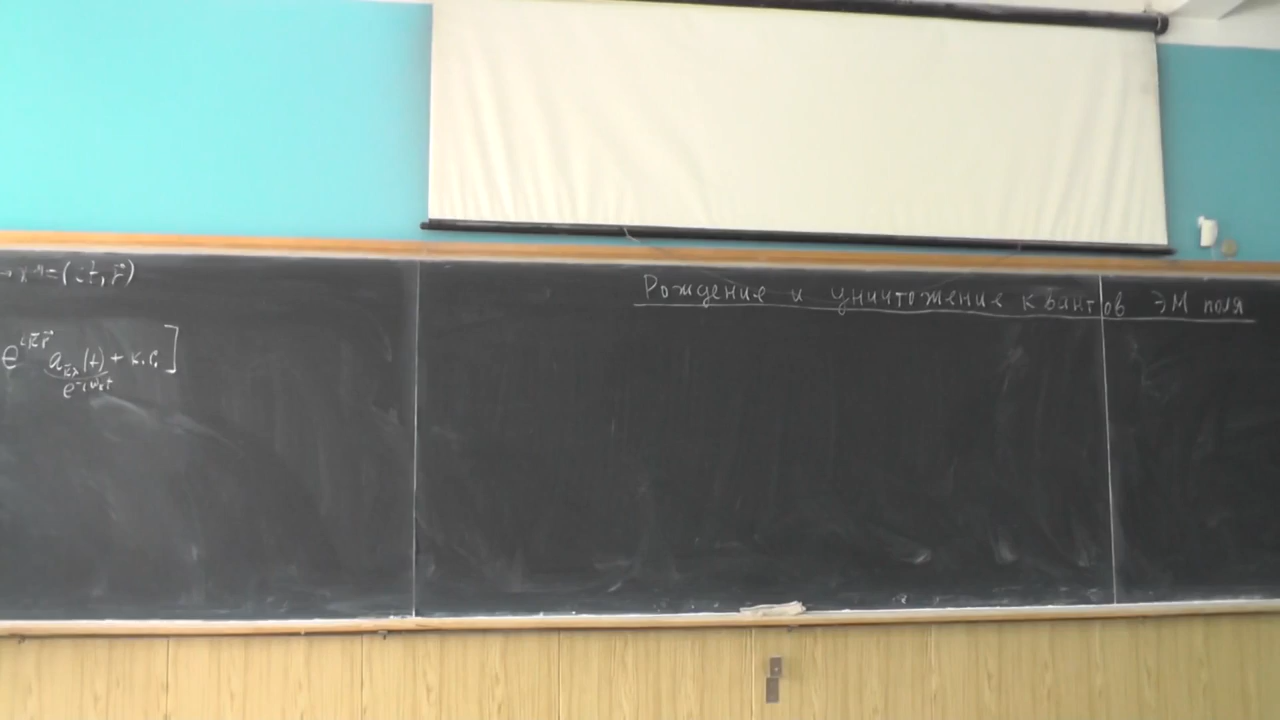 → x^μ = (ct, r⃗)
e^{ik⃗r⃗} a_{k⃗λ}(t) + к.с. ]
e^{-iω_k t}
Рождение и уничтожение квантов ЭМ поля